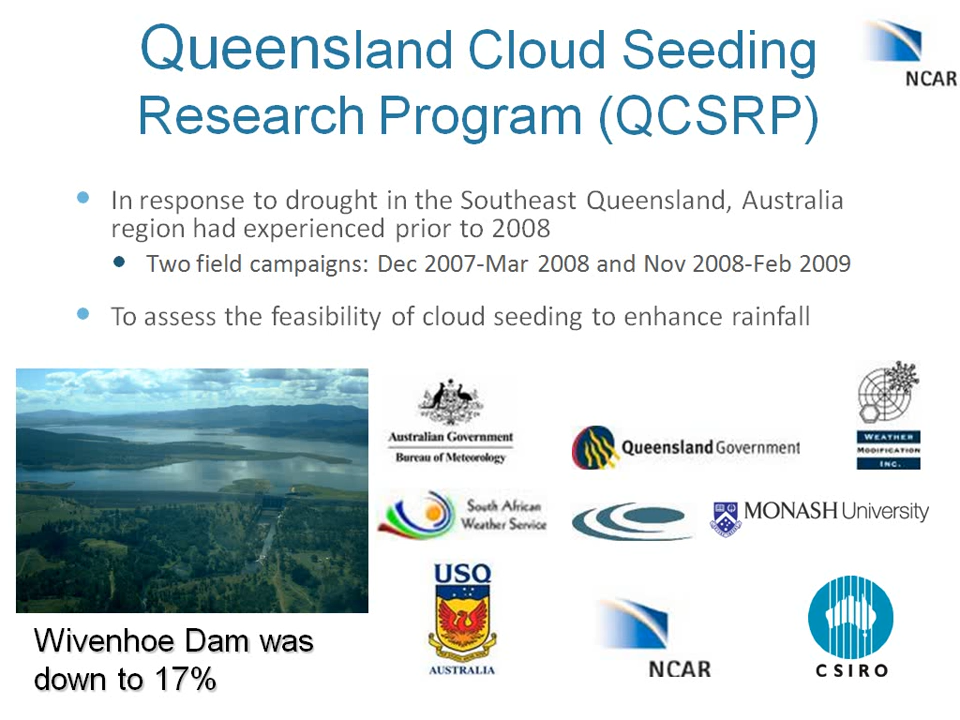 Queensland Cloud Seeding
Research Program (QCSRP)
NCAR
In response to drought in the Southeast Queensland, Australia
region had experienced prior to 2008
Two field campaigns: Dec 2007-Mar 2008 and Nov 2008-Feb 2009
To assess the feasibility of cloud seeding to enhance rainfall
Australian Government
Bureau of Meteorology
Queensland Government
WEATHER
MODIFICATION
INC.
South African
Weather Service
MONASH University
USQ
AUSTRALIA
NCAR
CSIRO
Wivenhoe Dam was
down to 17%